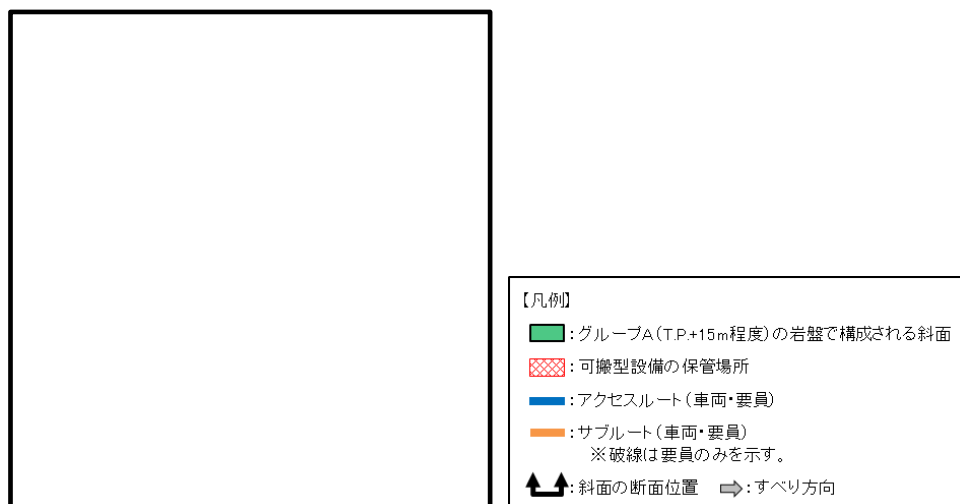 【凡例】
:グループA(T.P.+15m程度)の岩盤で構成される斜面
:可搬型設備の保管場所
:アクセスルート(車両・要員)
:サブルート(車両・要員)
※破線は要員のみを示す。
:斜面の断面位置 :すべり方向